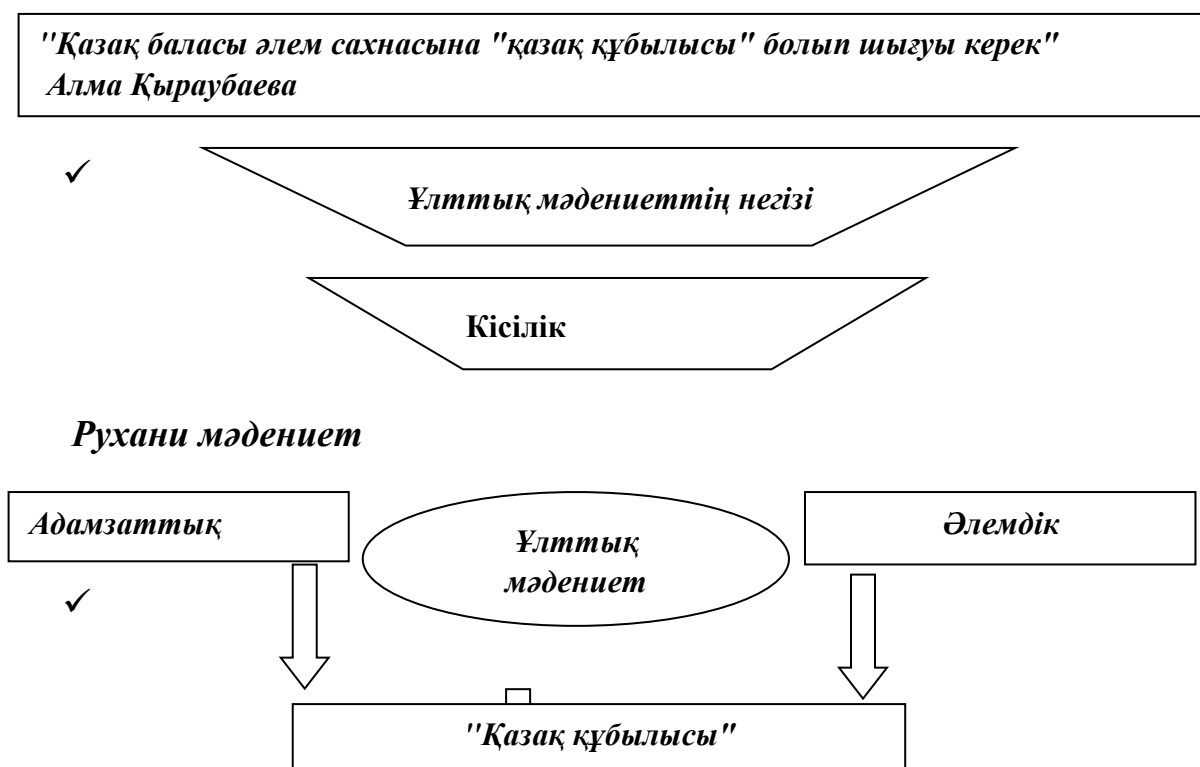 "Қазақ баласы әлем сахнасына "қазақ құбылысы" болып шығуы керек"
Алма Қыраубаева
Ұлттық мәдениеттің негізі
Кісілік
Рухани мәдениет
Адамзаттық
Ұлттық
мәдениет
Әлемдік
"Қазақ құбылысы"